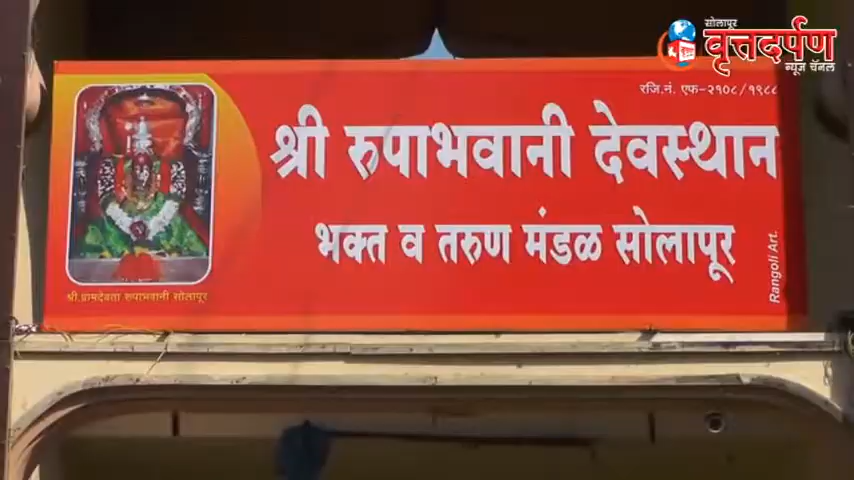 सोलापूर
वृत्तदर्पण
न्यूज चॅनल
रजि.नं. एफ-२१०८/१९८८
श्री रुपाभवानी देवस्थान
भक्त व तरुण मंडळ सोलापूर
श्री.ग्रामदेवता रुपाभवानी सोलापूर
Rangoli Art.